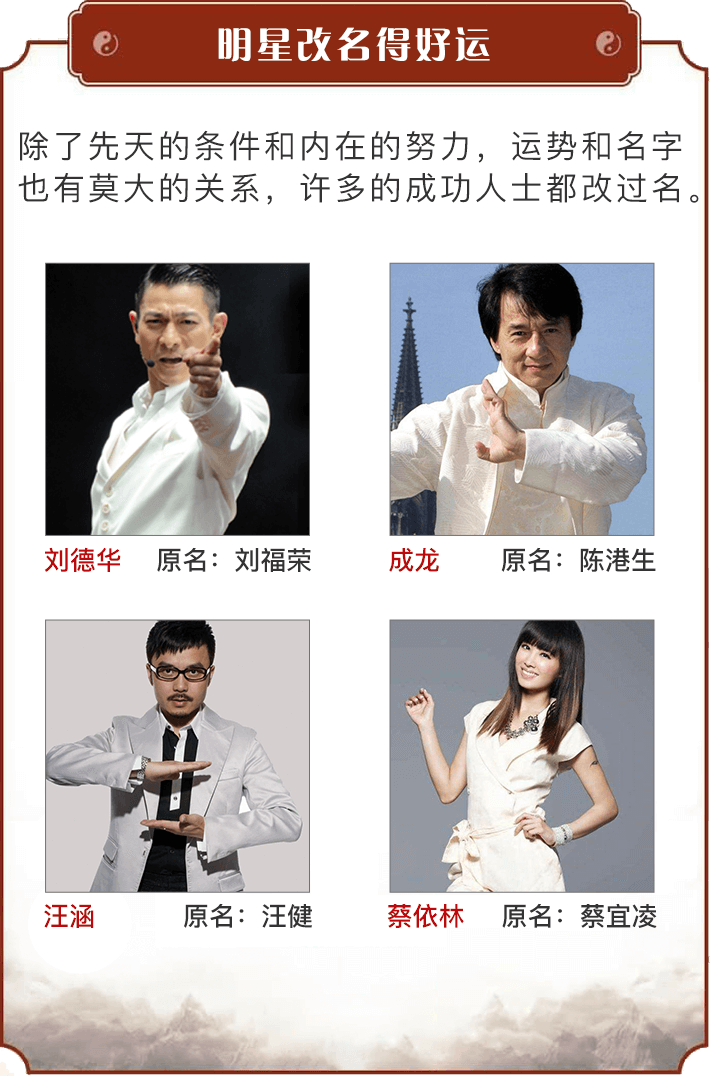 明星改名得好运
除了先天的条件和内在的努力，运势和名字
也有莫大的关系，许多的成功人士都改过名。
刘德华 原名：刘福荣
成龙 原名：陈港生
汪涵 原名：汪健
蔡依林 原名：蔡宜凌